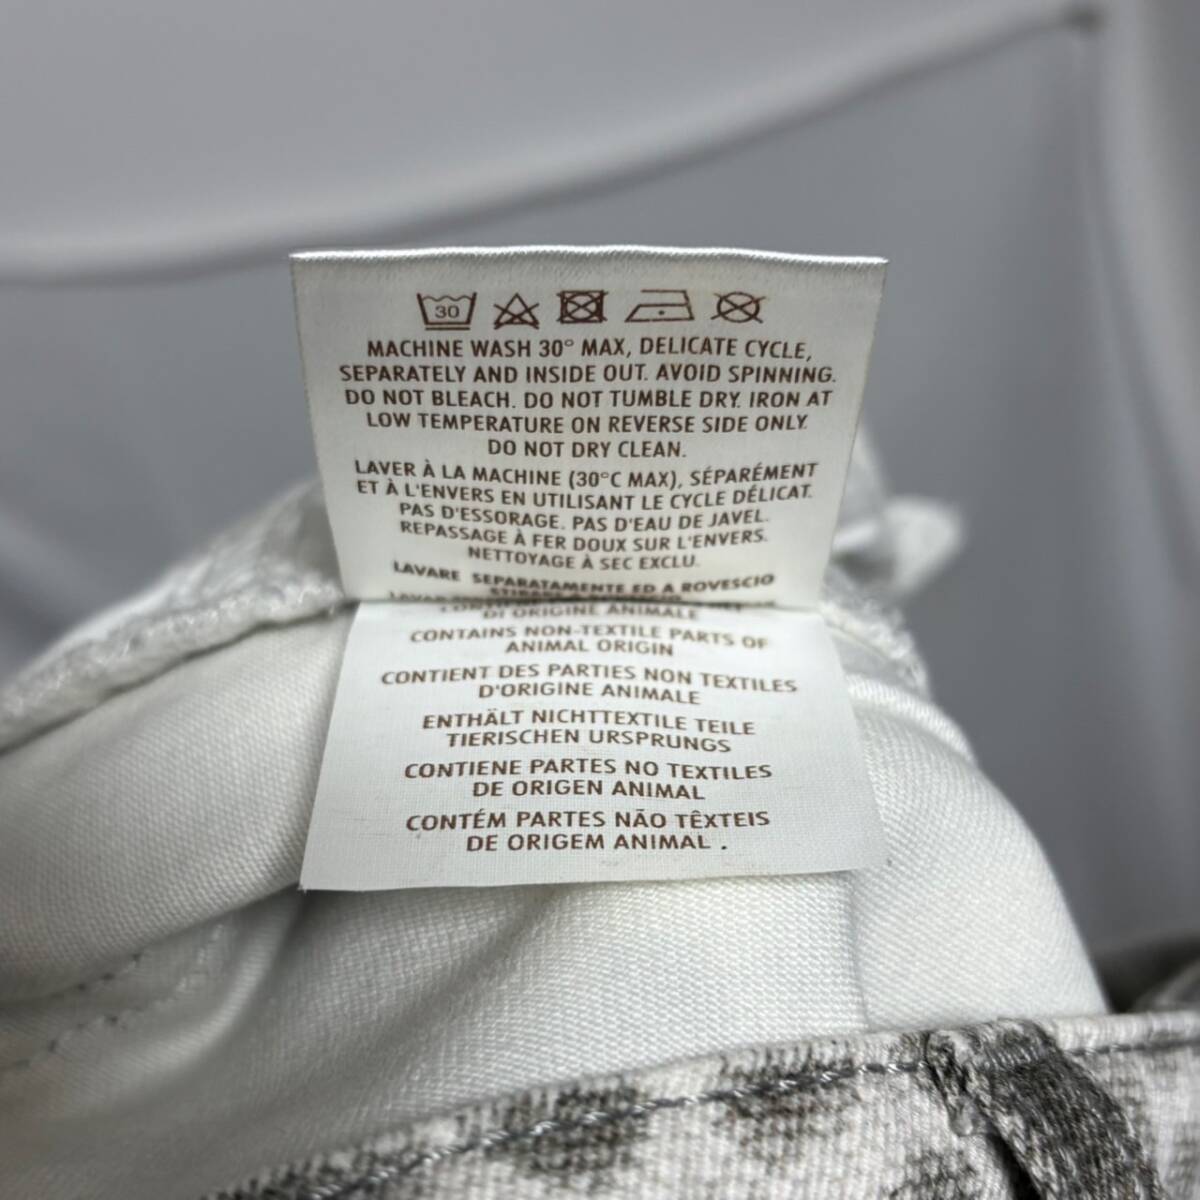 30
MACHINE WASH 30° MAX, DELICATE CYCLE,
SEPARATELY AND INSIDE OUT. AVOID SPINNING.
DO NOT BLEACH. DO NOT TUMBLE DRY. IRON AT
LOW TEMPERATURE ON REVERSE SIDE ONLY.
DO NOT DRY CLEAN.
LAVER À LA MACHINE (30°C MAX), SÉPARÉMENT
ET À L'ENVERS EN UTILISANT LE CYCLE DÉLICAT.
PAS D'ESSORAGE. PAS D'EAU DE JAVEL.
REPASSAGE À FER DOUX SUR L'ENVERS.
NETTOYAGE À SEC EXCLU.
LAVARE SEPARATAMENTE ED A ROVESCIO
DI ORIGINE ANIMALE
CONTAINS NON-TEXTILE PARTS OF
ANIMAL ORIGIN
CONTIENT DES PARTIES NON TEXTILES
D'ORIGINE ANIMALE
ENTHÄLT NICHTTEXTILE TEILE
TIERISCHEN URSPRUNGS
CONTIENE PARTES NO TEXTILES
DE ORIGEN ANIMAL
CONTÉM PARTES NÃO TÊXTEIS
DE ORIGEM ANIMAL .